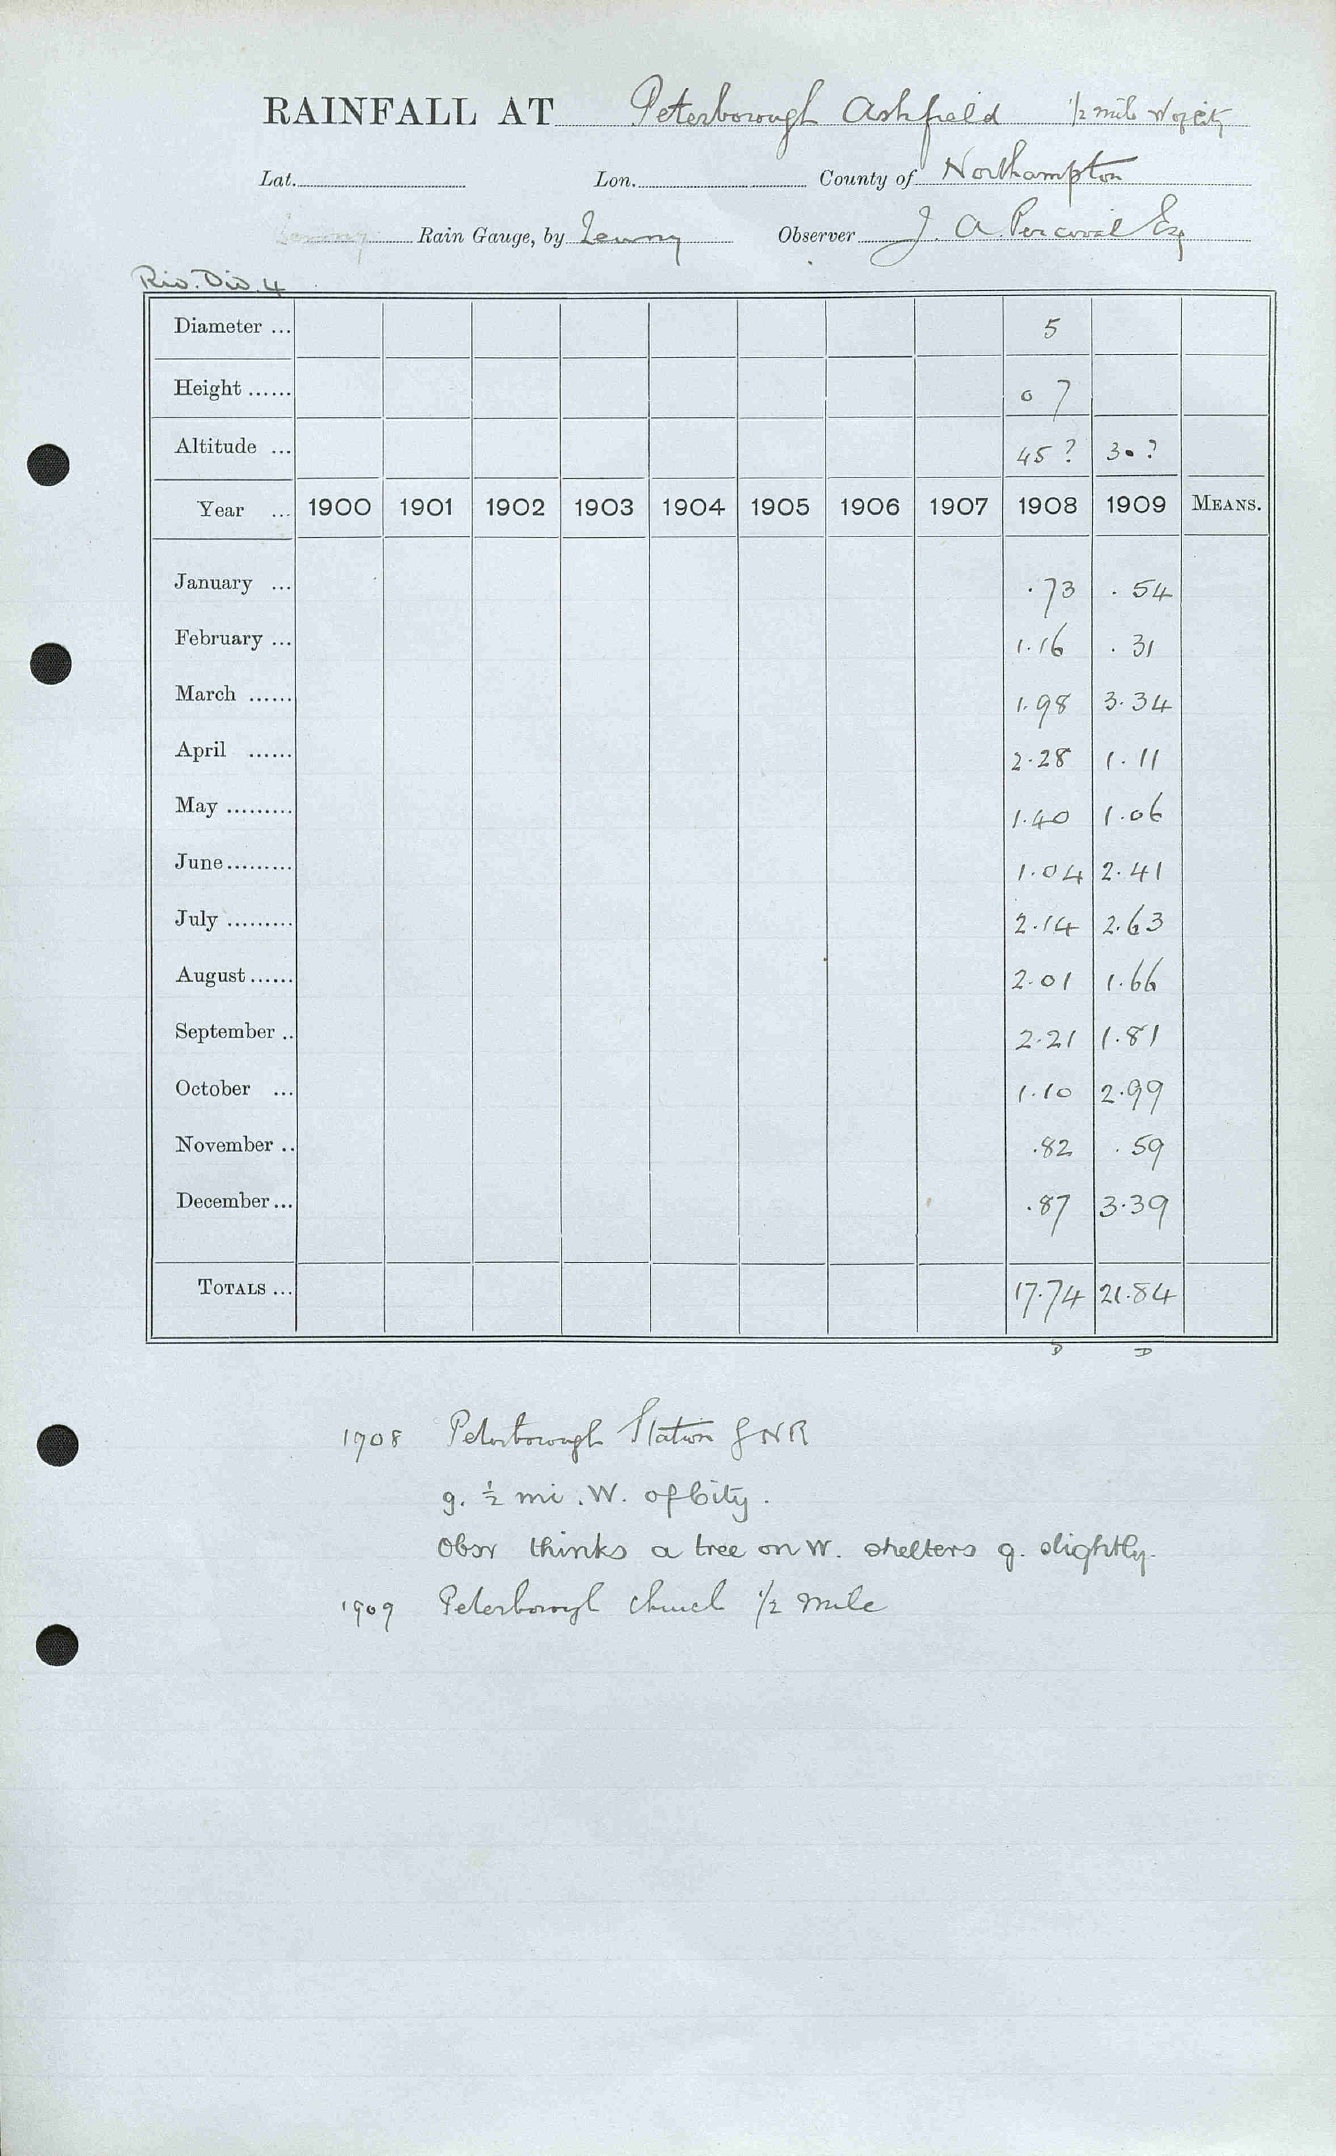 RAINFALL AT Peterborough Ashfield 1/2 mile W of City
Lat. Lon. County of Northampton
Rain Gauge, by Observer J. A. Percival Esq
Riv. Div. 4
Diameter ... 5
Height ...... 0 7
Altitude ... 45? 30?
Year ... 1900 1901 1902 1903 1904 1905 1906 1907 1908 1909 MEANS.
January ... .73 .54
February ... 1.16 .31
March ...... 1.98 3.34
April ...... 2.28 1.11
May ......... 1.40 1.06
June ......... 1.04 2.41
July ......... 2.14 2.63
August ...... 2.01 1.66
September .. 2.21 1.81
October ... 1.10 2.99
November .. .82 .59
December ... .87 3.39
TOTALS ... 17.74 21.84
D D
1908 Peterborough Station GNR
g. ½ mi. W. of City.
Obsr thinks a tree on W. shelters g. slightly.
1909 Peterborough church 1/2 mile